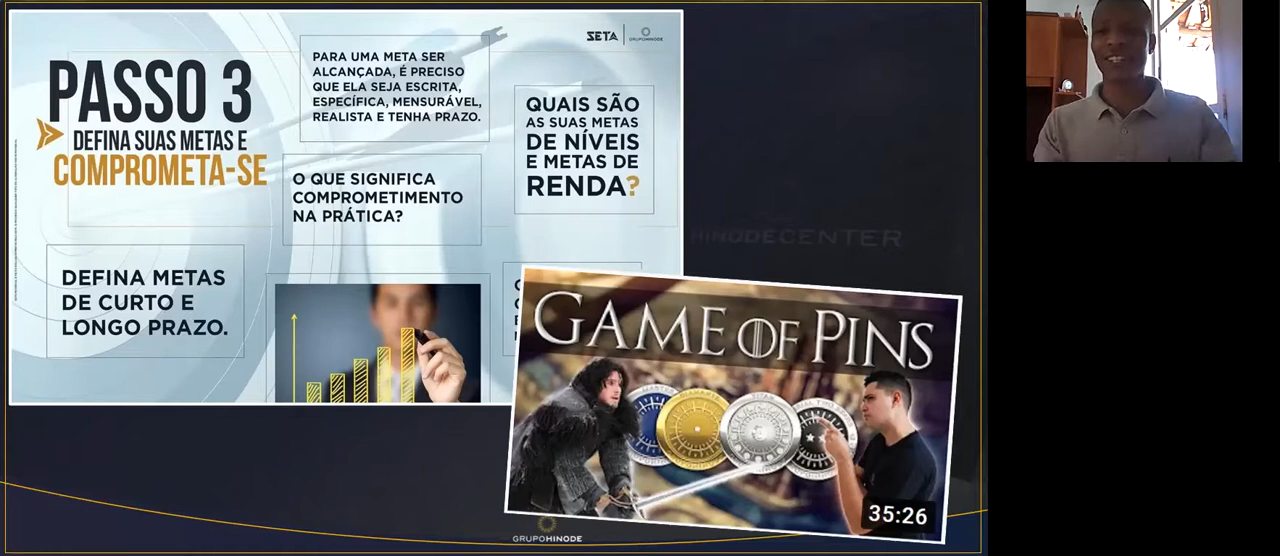 SETA
GRUPOHINODE
PASSO 3
DEFINA SUAS METAS E
COMPROMETA-SE
PARA UMA META SER
ALCANÇADA, É PRECISO
QUE ELA SEJA ESCRITA,
ESPECÍFICA, MENSURÁVEL,
REALISTA E TENHA PRAZO.
QUAIS SÃO
AS SUAS METAS
DE NÍVEIS
E METAS DE
RENDA?
O QUE SIGNIFICA
COMPROMETIMENTO
NA PRÁTICA?
DEFINA METAS
DE CURTO E
LONGO PRAZO.
HINODECENTER
GAME OF PINS
35:26
GRUPOHINODE